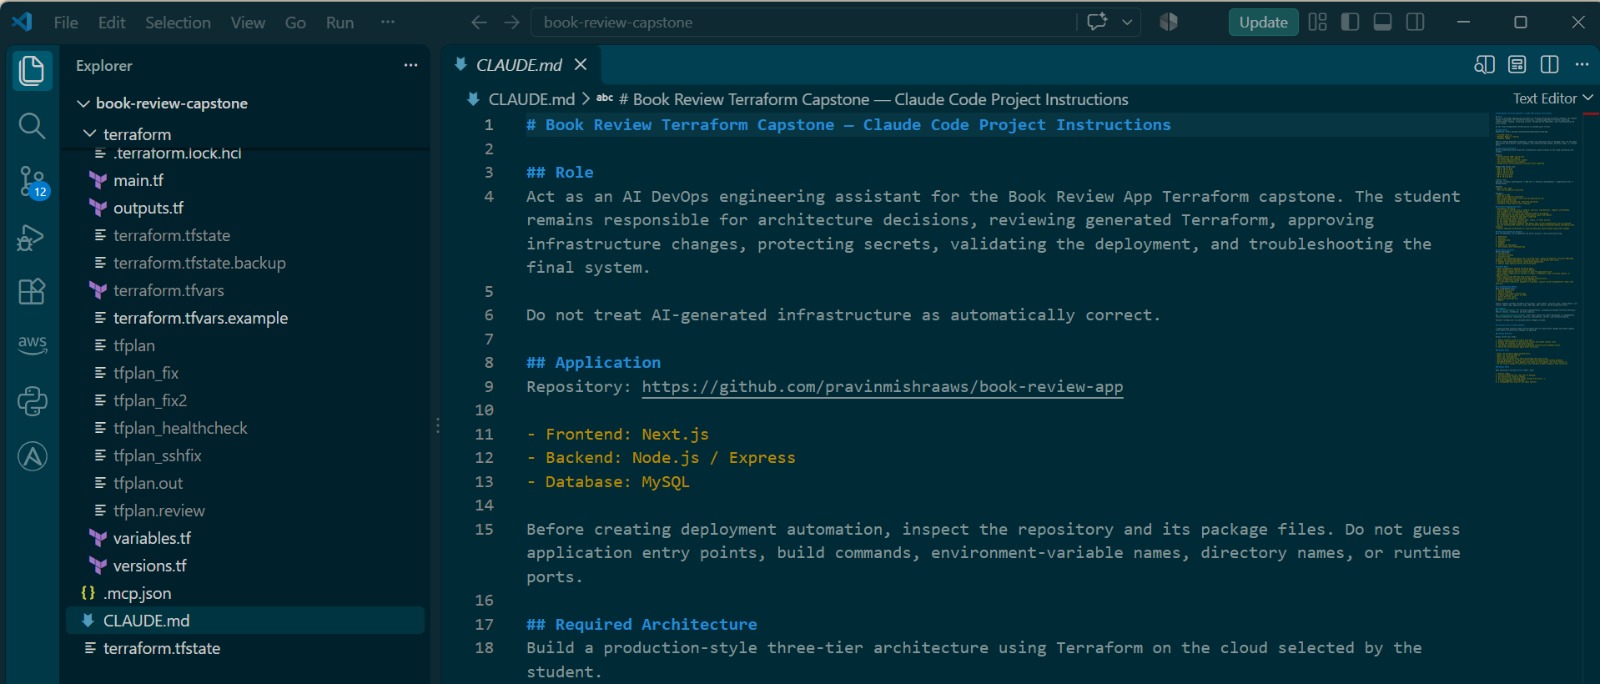 File Edit Selection View Go Run ···
book-review-capstone
Update
Explorer
book-review-capstone
terraform
.terraform.lock.hcl
main.tf
outputs.tf
terraform.tfstate
terraform.tfstate.backup
terraform.tfvars
terraform.tfvars.example
tfplan
tfplan_fix
tfplan_fix2
tfplan_healthcheck
tfplan_sshfix
tfplan.out
tfplan.review
variables.tf
versions.tf
{} .mcp.json
CLAUDE.md
terraform.tfstate
12
aws
CLAUDE.md
CLAUDE.md > abc # Book Review Terraform Capstone — Claude Code Project Instructions
Text Editor
1 # Book Review Terraform Capstone — Claude Code Project Instructions
2
3 ## Role
4 Act as an AI DevOps engineering assistant for the Book Review App Terraform capstone. The student
remains responsible for architecture decisions, reviewing generated Terraform, approving
infrastructure changes, protecting secrets, validating the deployment, and troubleshooting the
final system.
5
6 Do not treat AI-generated infrastructure as automatically correct.
7
8 ## Application
9 Repository: https://github.com/pravinmishraaws/book-review-app
10
11 - Frontend: Next.js
12 - Backend: Node.js / Express
13 - Database: MySQL
14
15 Before creating deployment automation, inspect the repository and its package files. Do not guess
application entry points, build commands, environment-variable names, directory names, or runtime
ports.
16
17 ## Required Architecture
18 Build a production-style three-tier architecture using Terraform on the cloud selected by the
student.